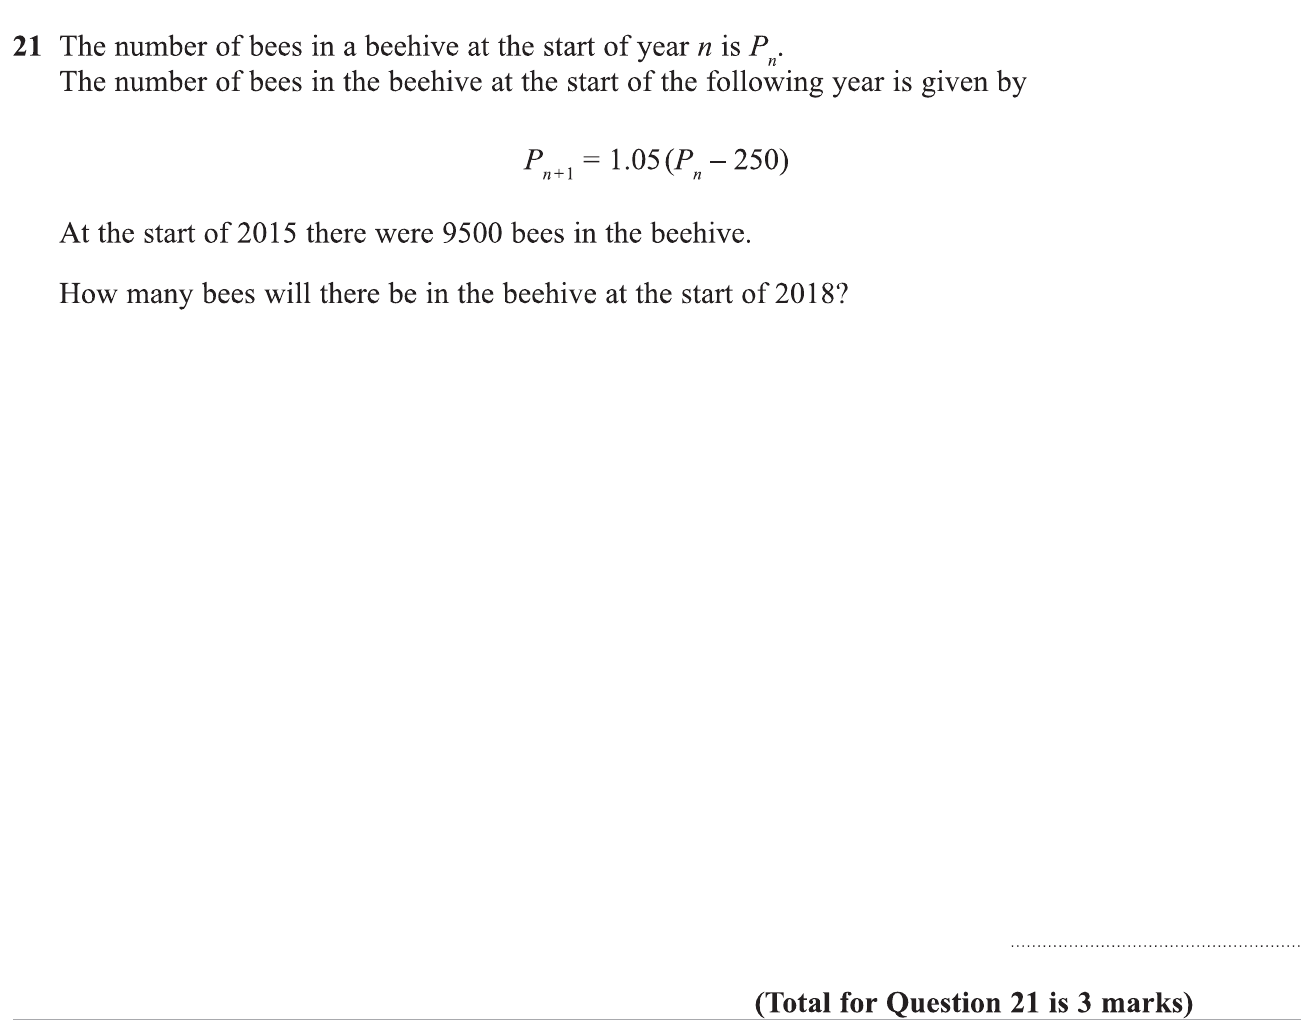 21 The number of bees in a beehive at the start of year n is Pₙ.
The number of bees in the beehive at the start of the following year is given by
Pₙ₊₁ = 1.05(Pₙ – 250)
At the start of 2015 there were 9500 bees in the beehive.
How many bees will there be in the beehive at the start of 2018?
(Total for Question 21 is 3 marks)